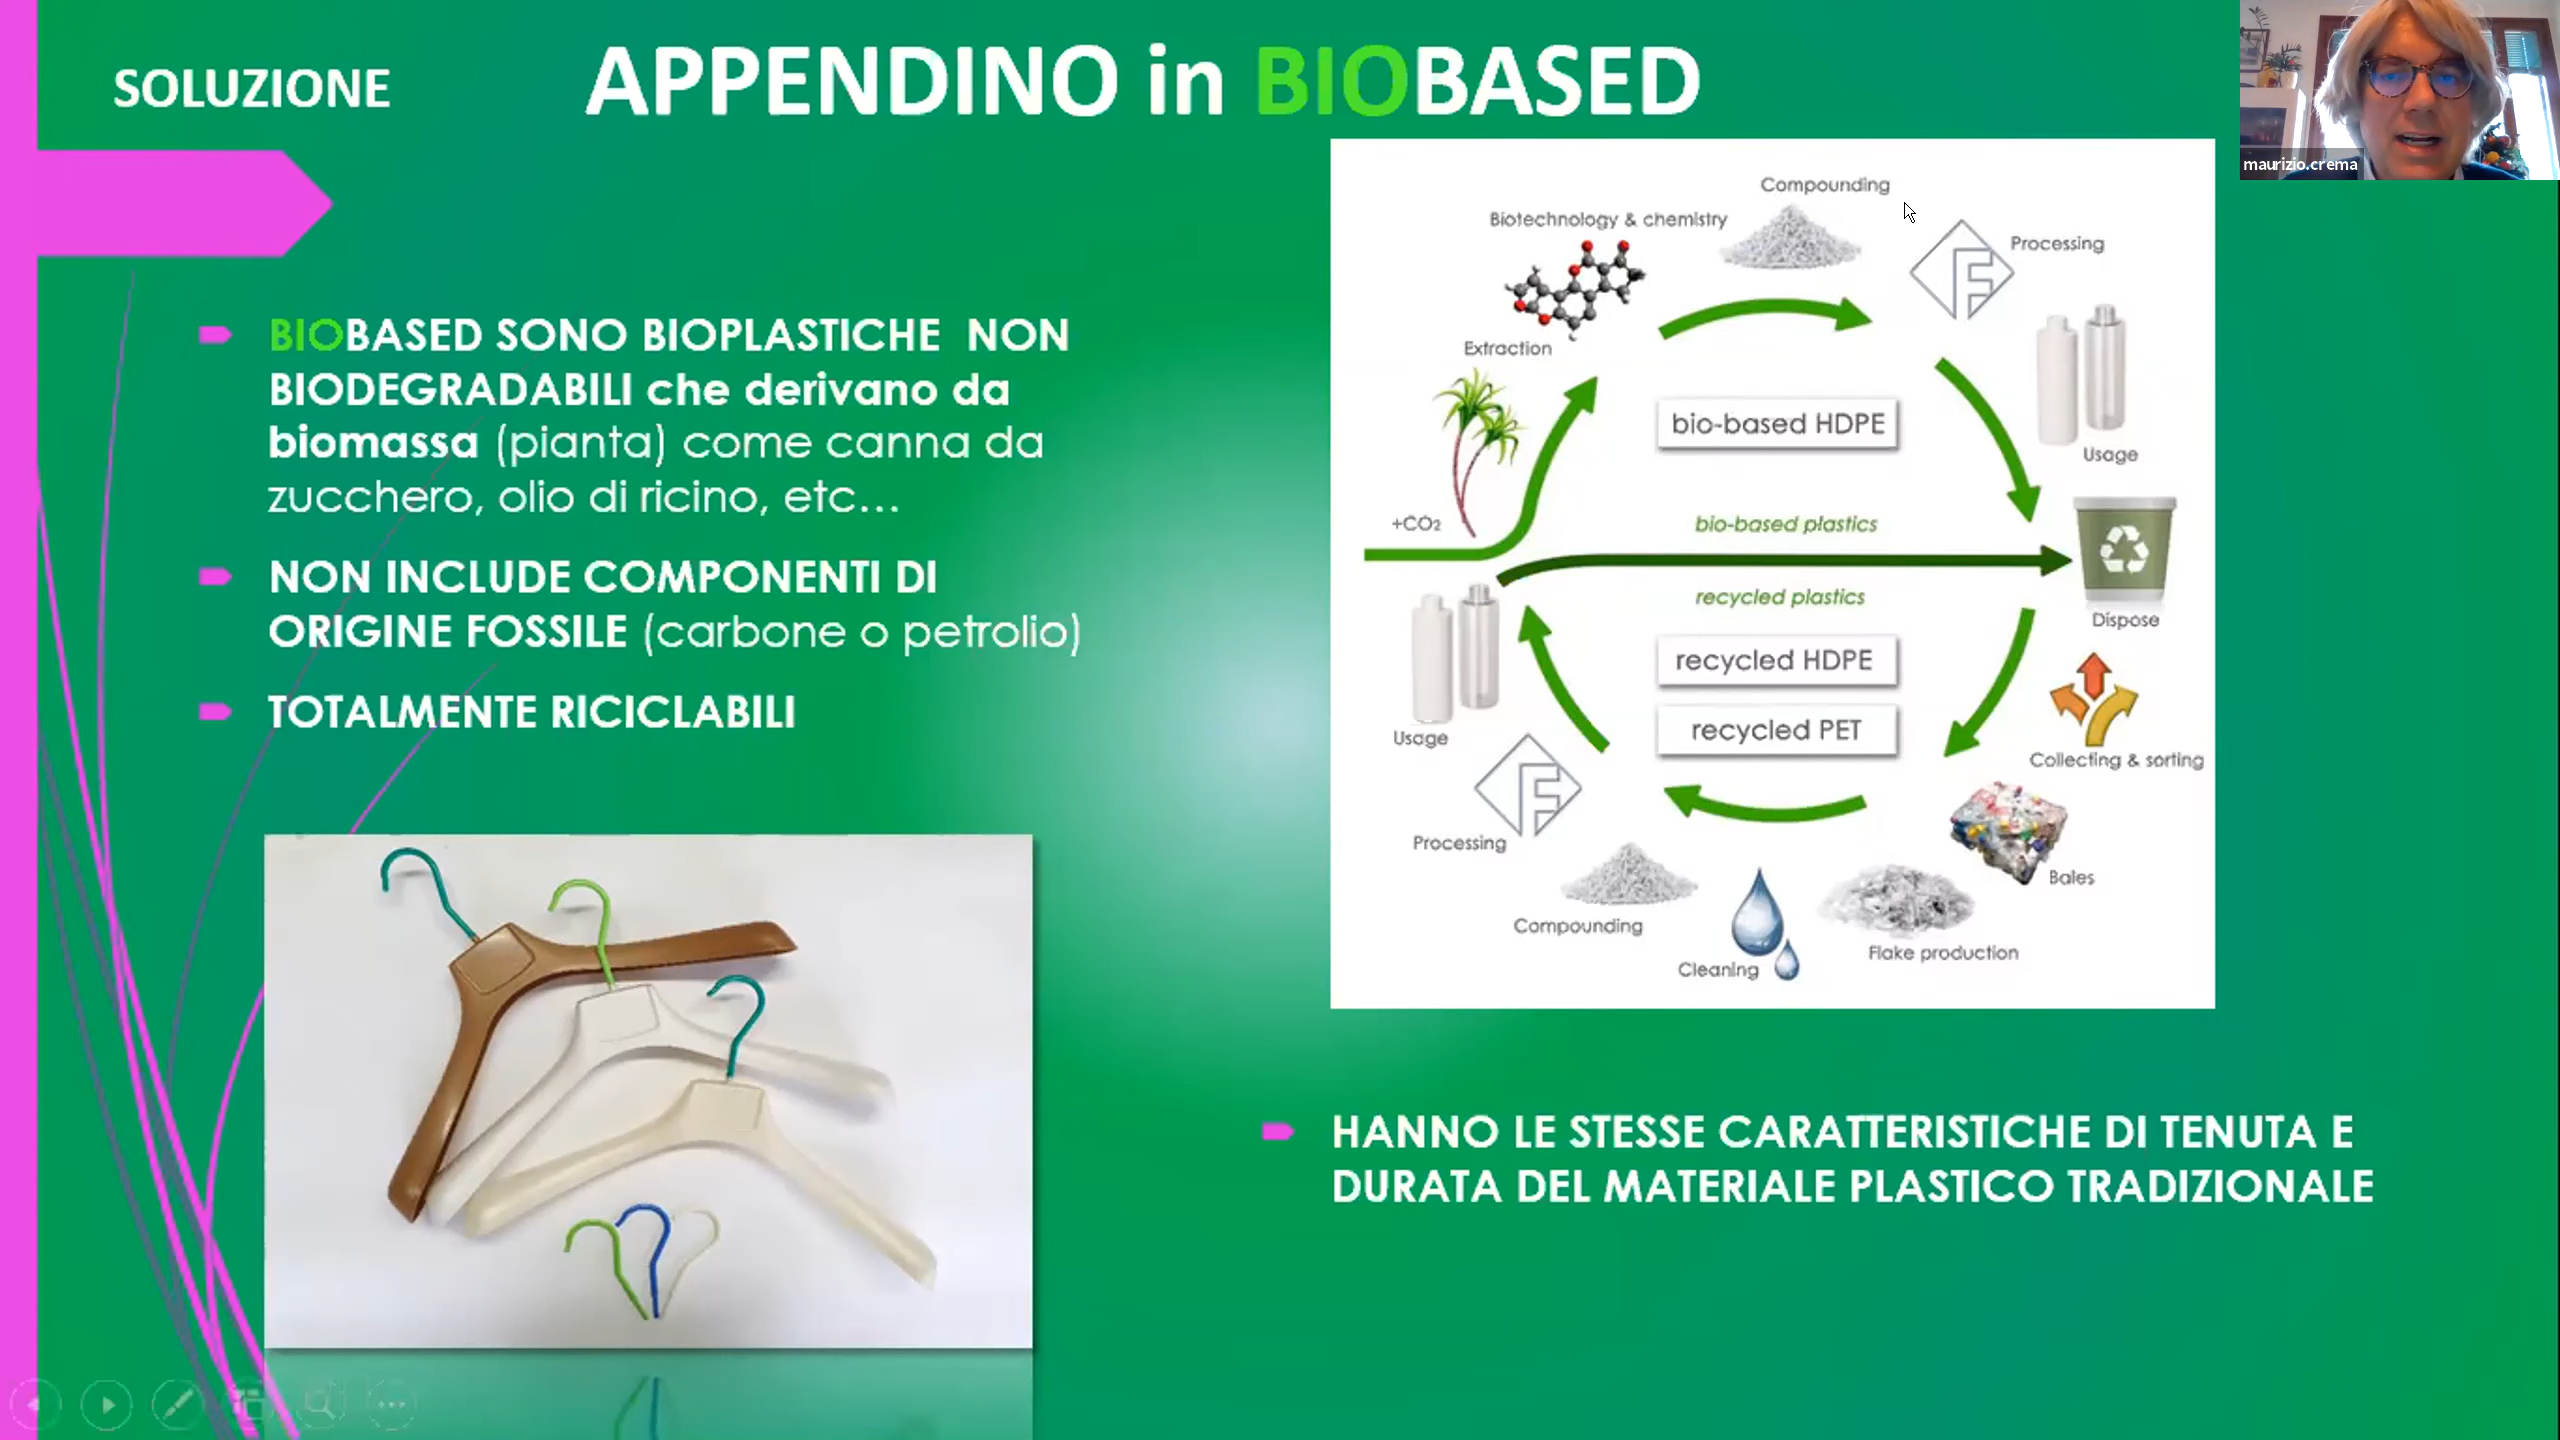 SOLUZIONE
APPENDINO in BIOBASED
maurizio.crema
BIOBASED SONO BIOPLASTICHE NON
BIODEGRADABILI che derivano da
biomassa (pianta) come canna da
zucchero, olio di ricino, etc...
NON INCLUDE COMPONENTI DI
ORIGINE FOSSILE (carbone o petrolio)
TOTALMENTE RICICLABILI
Compounding
Biotechnology & chemistry
Processing
Extraction
bio-based HDPE
Usage
+CO2
bio-based plastics
recycled plastics
Dispose
recycled HDPE
recycled PET
Usage
Collecting & sorting
Processing
Bales
Compounding
Flake production
Cleaning
HANNO LE STESSE CARATTERISTICHE DI TENUTA E
DURATA DEL MATERIALE PLASTICO TRADIZIONALE